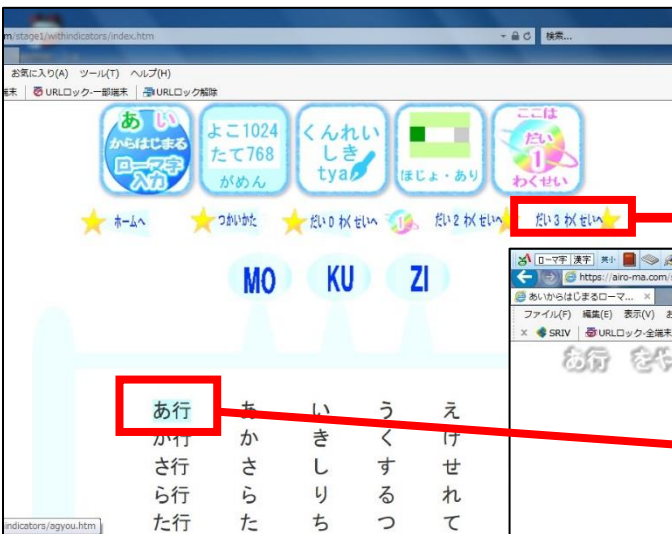 m/stage1/withindicators/index.htm
検索...
お気に入り(A) ツール(T) ヘルプ(H)
末 URLロック-一部端末 URLロック解除
あい
からはじまる
ローマ字
入力
よこ1024
たて768
がめん
くんれい
しき
tya
ほじょ・あり
ここは
だい
1
わくせい
ホームへ
つかいかた
だい0わくせいへ
1
だい2わくせいへ
だい3わくせいへ
MO KU ZI
ローマ字 漢字 英小
https://airo-ma.com/s
あいからはじまるローマ... ×
ファイル(F) 編集(E) 表示(V) お
× SRIV URLロック-全端末
あ行 をや
あ行 あ い う え
か行 か き く け
さ行 さ し す せ
ら行 ら り る れ
た行 た ち つ て
indicators/agyou.htm